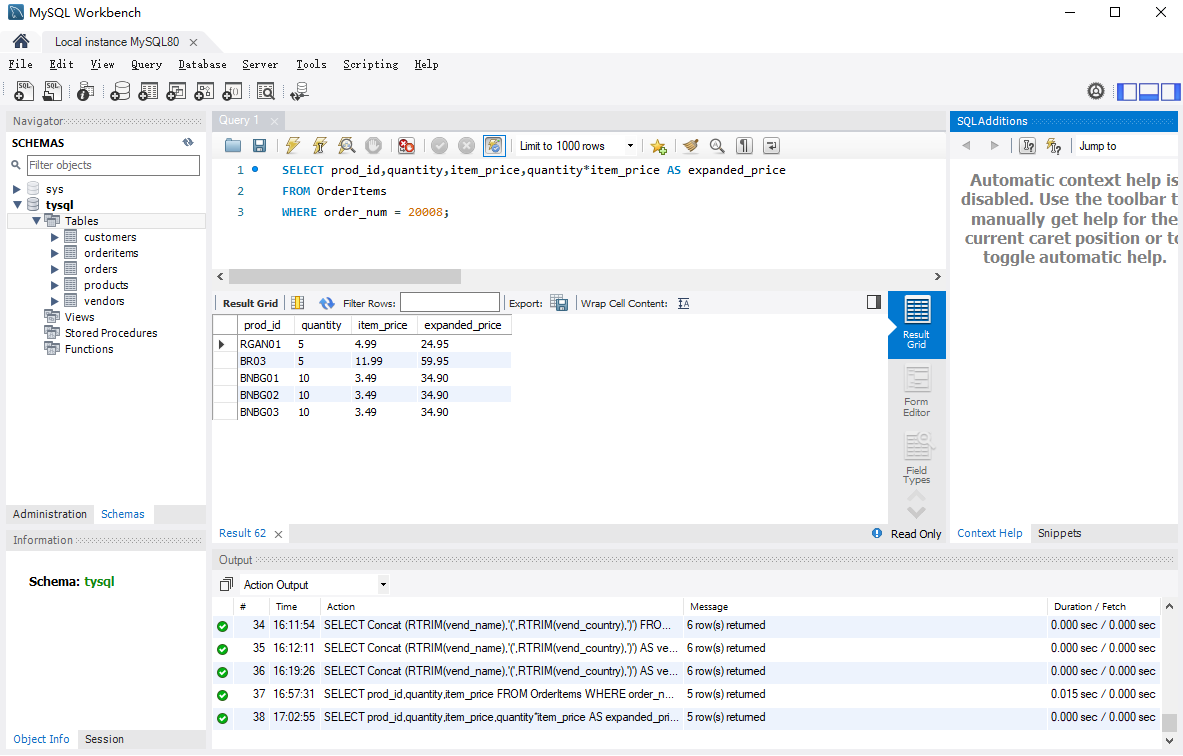 MySQL Workbench
Local instance MySQL80
File Edit View Query Database Server Tools Scripting Help
Navigator
SCHEMAS
Filter objects
sys
tysql
Tables
customers
orderitems
orders
products
vendors
Views
Stored Procedures
Functions
Administration Schemas
Information
Schema: tysql
Object Info Session
Query 1
Limit to 1000 rows
1 SELECT prod_id,quantity,item_price,quantity*item_price AS expanded_price
2 FROM OrderItems
3 WHERE order_num = 20008;
Result Grid Filter Rows: Export: Wrap Cell Content:
prod_id quantity item_price expanded_price
RGAN01 5 4.99 24.95
BR03 5 11.99 59.95
BNBG01 10 3.49 34.90
BNBG02 10 3.49 34.90
BNBG03 10 3.49 34.90
Result
Grid
Form
Editor
Field
Types
Result 62
Read Only
SQLAdditions
Jump to
Automatic context help is
disabled. Use the toolbar t
manually get help for the
current caret position or to
toggle automatic help.
Context Help Snippets
Output
Action Output
# Time Action Message Duration / Fetch
34 16:11:54 SELECT Concat (RTRIM(vend_name),'(',RTRIM(vend_country),')') FRO... 6 row(s) returned 0.000 sec / 0.000 sec
35 16:12:11 SELECT Concat (RTRIM(vend_name),'(',RTRIM(vend_country),')') AS ve... 6 row(s) returned 0.000 sec / 0.000 sec
36 16:19:26 SELECT Concat (RTRIM(vend_name),'(',RTRIM(vend_country),')') AS ve... 6 row(s) returned 0.000 sec / 0.000 sec
37 16:57:31 SELECT prod_id,quantity,item_price FROM OrderItems WHERE order_n... 5 row(s) returned 0.015 sec / 0.000 sec
38 17:02:55 SELECT prod_id,quantity,item_price,quantity*item_price AS expanded_pri... 5 row(s) returned 0.000 sec / 0.000 sec